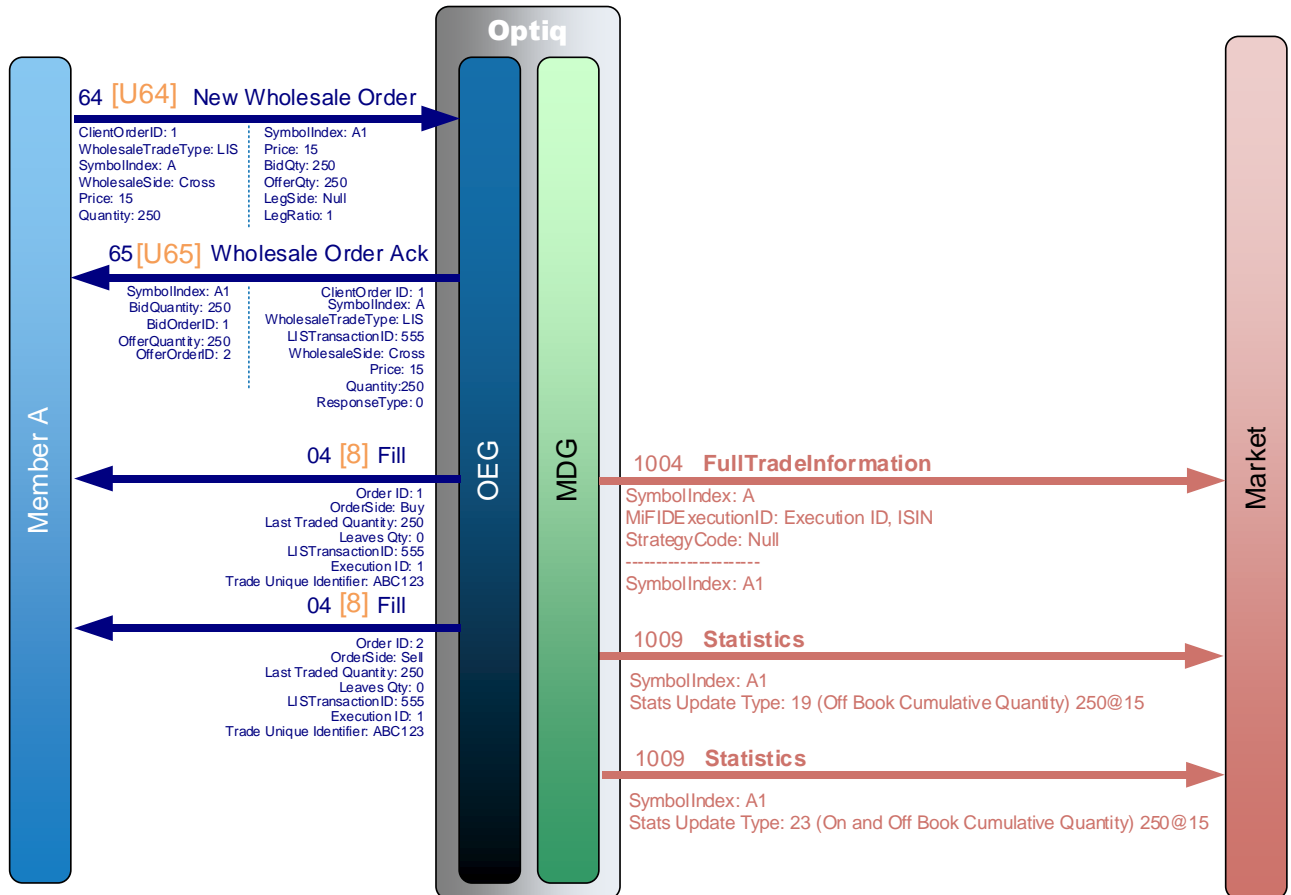 Optiq
64 [U64] New Wholesale Order
ClientOrderID: 1
WholesaleTradeType: LIS
SymbolIndex: A
WholesaleSide: Cross
Price: 15
Quantity: 250
SymbolIndex: A1
Price: 15
BidQty: 250
OfferQty: 250
LegSide: Null
LegRatio: 1
65 [U65] Wholesale Order Ack
SymbolIndex: A1
BidQuantity: 250
BidOrderID: 1
OfferQuantity: 250
OfferOrderID: 2
ClientOrder ID: 1
SymbolIndex: A
WholesaleTradeType: LIS
LISTransactionID: 555
WholesaleSide: Cross
Price: 15
Quantity:250
ResponseType: 0
Member A
OEG
MDG
Market
04 [8] Fill
Order ID: 1
OrderSide: Buy
Last Traded Quantity: 250
Leaves Qty: 0
LISTransactionID: 555
Execution ID: 1
Trade Unique Identifier: ABC123
04 [8] Fill
Order ID: 2
OrderSide: Sell
Last Traded Quantity: 250
Leaves Qty: 0
LISTransactionID: 555
Execution ID: 1
Trade Unique Identifier: ABC123
1004 FullTradeInformation
SymbolIndex: A
MiFIDExecutionID: Execution ID, ISIN
StrategyCode: Null
----------------------
SymbolIndex: A1
1009 Statistics
SymbolIndex: A1
Stats Update Type: 19 (Off Book Cumulative Quantity) 250@15
1009 Statistics
SymbolIndex: A1
Stats Update Type: 23 (On and Off Book Cumulative Quantity) 250@15